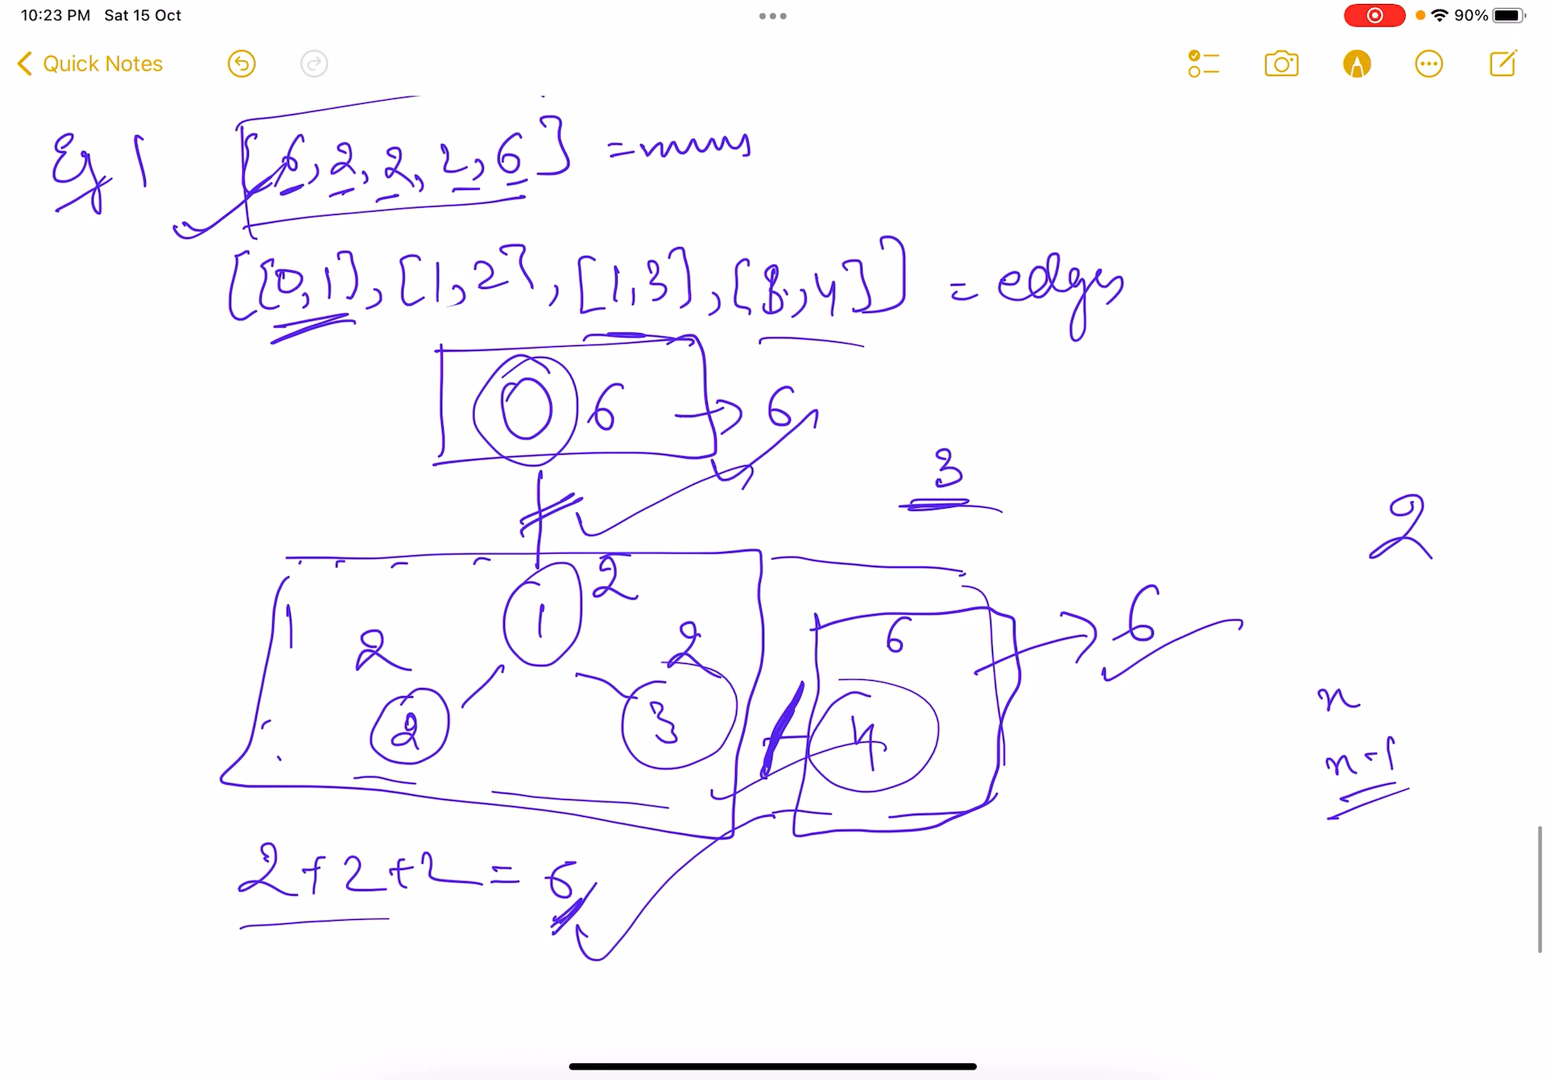 10:23 PM Sat 15 Oct
90%
Quick Notes
Eg 1 [6, 2, 2, 2, 6] = nums
[[0,1], [1,2], [1,3], [3,4]] = edges
0 6 → 6
3
2
1 2
2 2
2 3
6 → 6
4
n
n-1
2+2+2 = 6